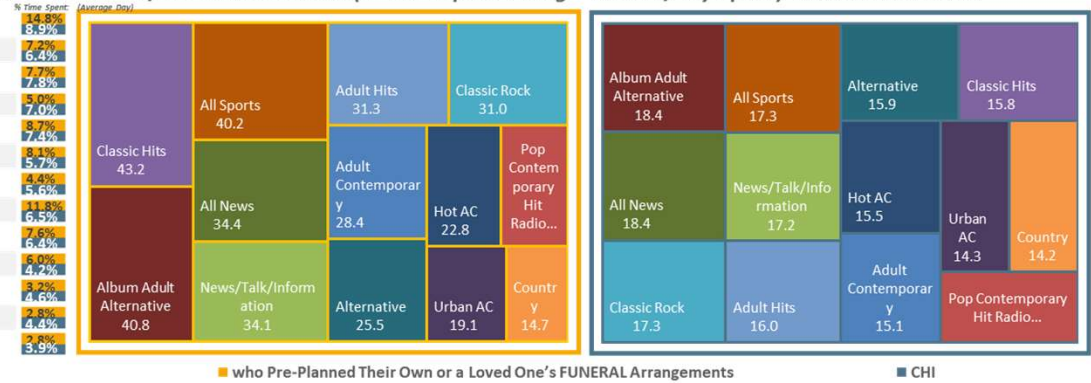 % Time Spent: (Average Day)
14.8%
8.9%
7.2%
6.4%
7.7%
7.8%
5.0%
7.0%
8.7%
7.4%
8.1%
5.7%
4.4%
5.6%
11.8%
6.5%
7.6%
6.4%
6.0%
4.2%
3.2%
4.6%
2.8%
4.4%
2.8%
3.9%
Classic Hits
43.2
Album Adult
Alternative
40.8
All Sports
40.2
All News
34.4
News/Talk/Inform
ation
34.1
Adult Hits
31.3
Classic Rock
31.0
Adult
Contemporar
y
28.4
Alternative
25.5
Hot AC
22.8
Urban AC
19.1
Pop
Contem
porary
Hit
Radio...
Countr
y
14.7
Album Adult
Alternative
18.4
All News
18.4
Classic Rock
17.3
All Sports
17.3
News/Talk/Info
rmation
17.2
Adult Hits
16.0
Alternative
15.9
Classic Hits
15.8
Hot AC
15.5
Adult
Contemporar
y
15.1
Urban
AC
14.3
Country
14.2
Pop Contemporary
Hit Radio...
who Pre-Planned Their Own or a Loved One's FUNERAL Arrangements
CHI